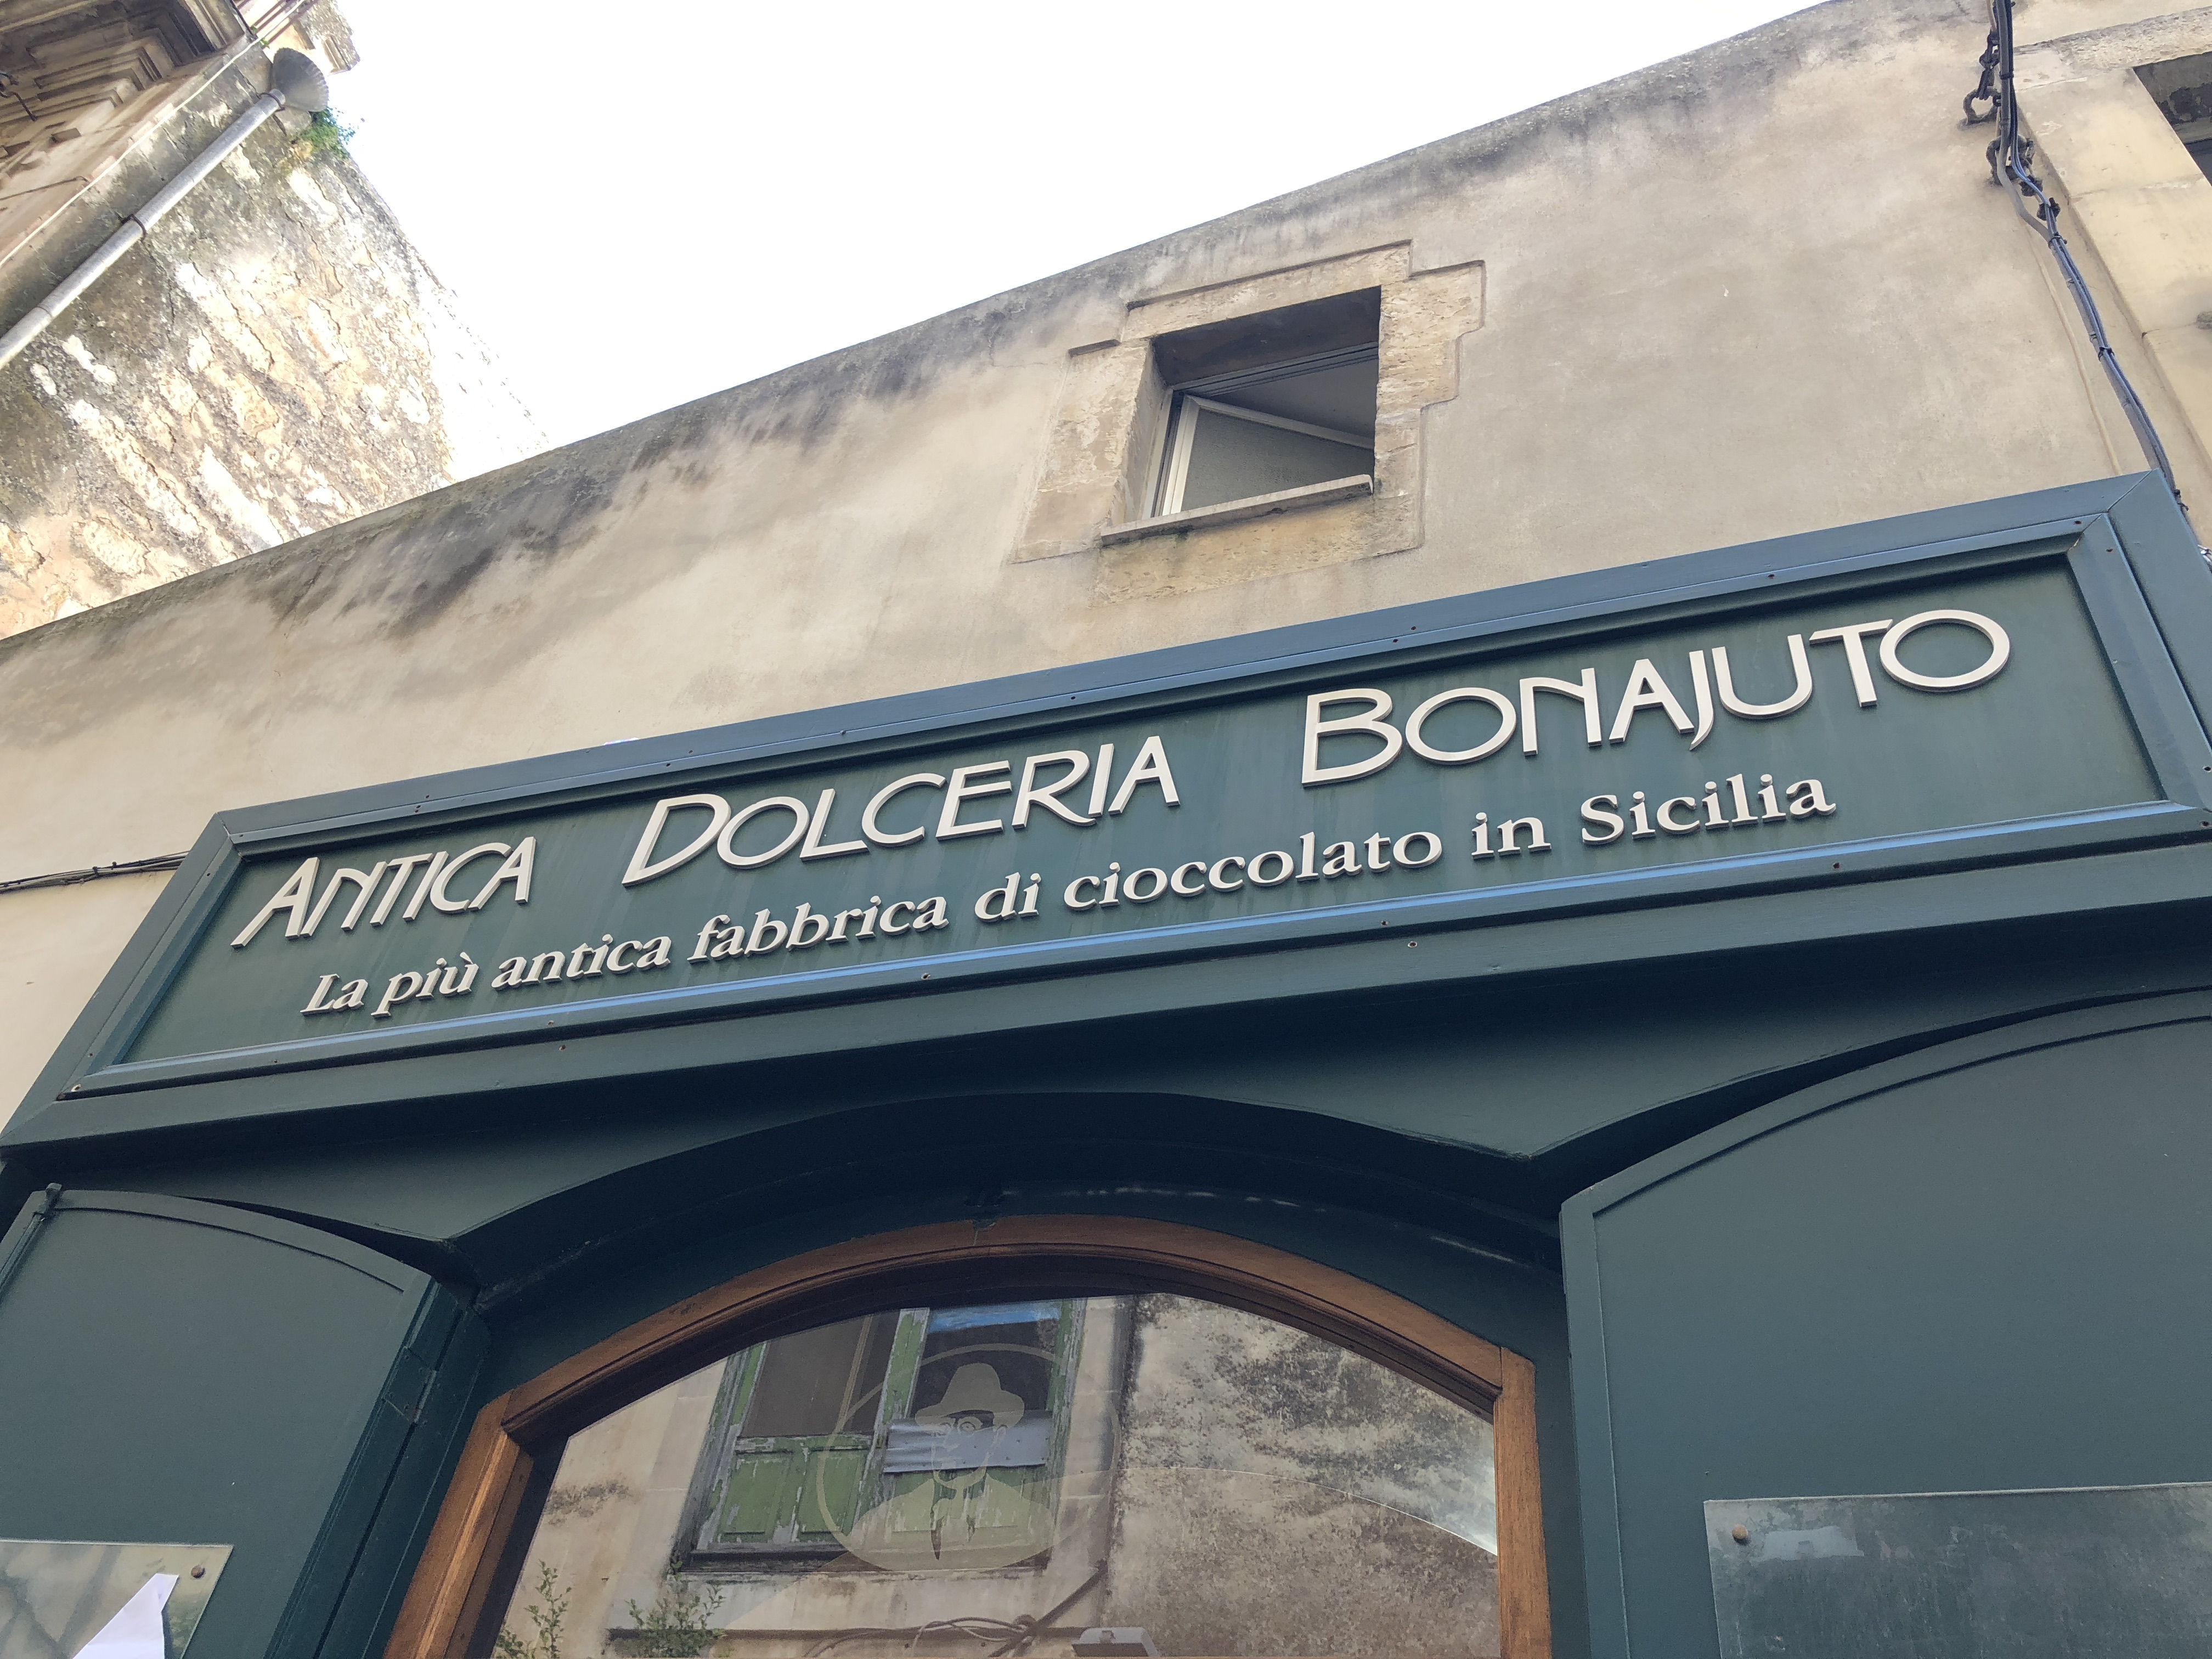 ANTICA DOLCERIA BONAJUTO
La più antica fabbrica di cioccolato in Sicilia